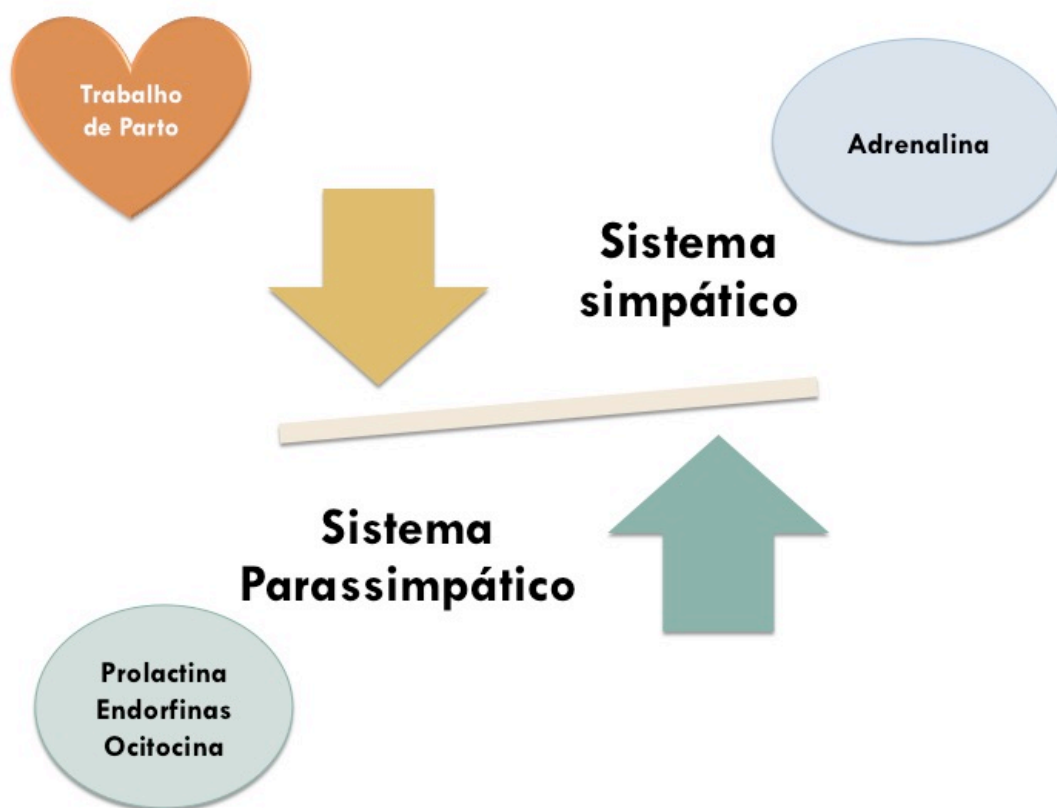 Trabalho
de Parto
Adrenalina
Sistema
simpático
Sistema
Parassimpático
Prolactina
Endorfinas
Ocitocina